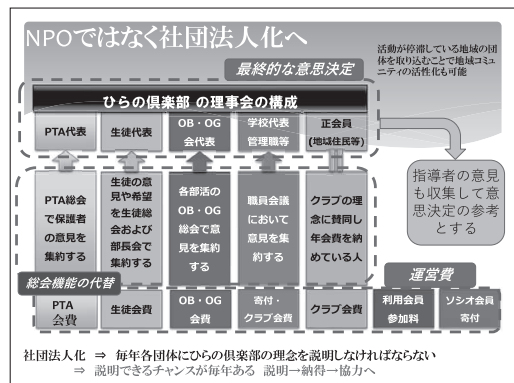 NPOではなく社団法人化へ
活動が停滞している地域の団
体を取り込むことで地域コミュ
ニティの活性化も可能
最終的な意思決定
ひらの倶楽部 の理事会の構成
PTA代表
生徒代表
OB・OG
会代表
学校代表
管理職等
正会員
(地域住民等)
PTA総会
で保護者
の意見を
集約する
生徒の意
見や希望
を生徒総
会および
部長会で
集約する
各部活の
OB・OG
総会で意
見を集約
する
職員会議
において
意見を集
約する
クラブの理
念に賛同し
年会費を納
めている人
指導者の意見
も収集して意
思決定の参考
とする
総会機能の代替
運営費
PTA
会費
生徒会費
OB・OG
会費
寄付・
クラブ会費
クラブ会費
利用会員
参加料
ソシオ会員
寄付
社団法人化 ⇒ 毎年各団体にひらの倶楽部の理念を説明しなければならない
⇒ 説明できるチャンスが毎年ある 説明→納得→協力へ